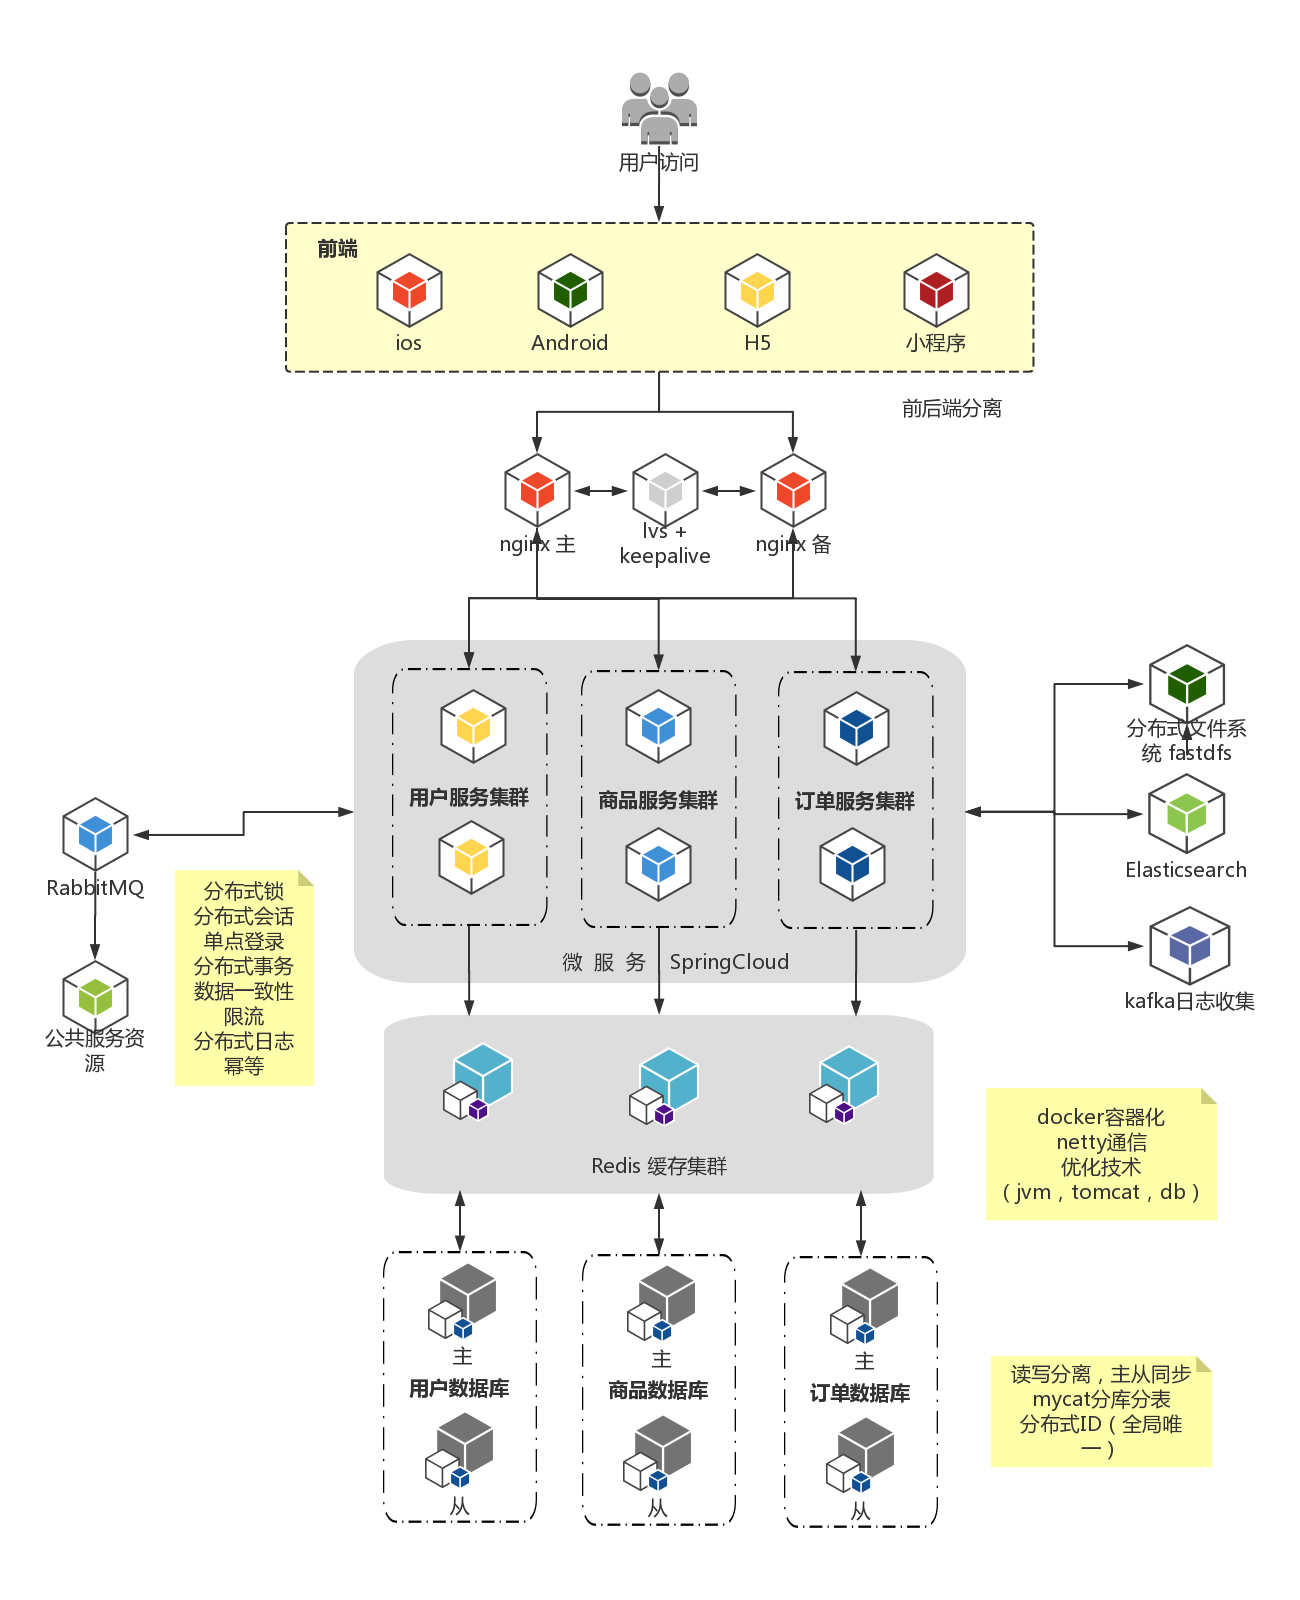 用户访问
前端
ios
Android
H5
小程序
前后端分离
nginx 主
lvs +
keepalive
nginx 备
用户服务集群
商品服务集群
订单服务集群
微 服 务 SpringCloud
分布式文件系
统 fastdfs
Elasticsearch
kafka日志收集
RabbitMQ
公共服务资
源
分布式锁
分布式会话
单点登录
分布式事务
数据一致性
限流
分布式日志
幂等
Redis 缓存集群
docker容器化
netty通信
优化技术
（jvm，tomcat，db）
主
用户数据库
从
主
商品数据库
从
主
订单数据库
从
读写分离，主从同步
mycat分库分表
分布式ID（全局唯
一）